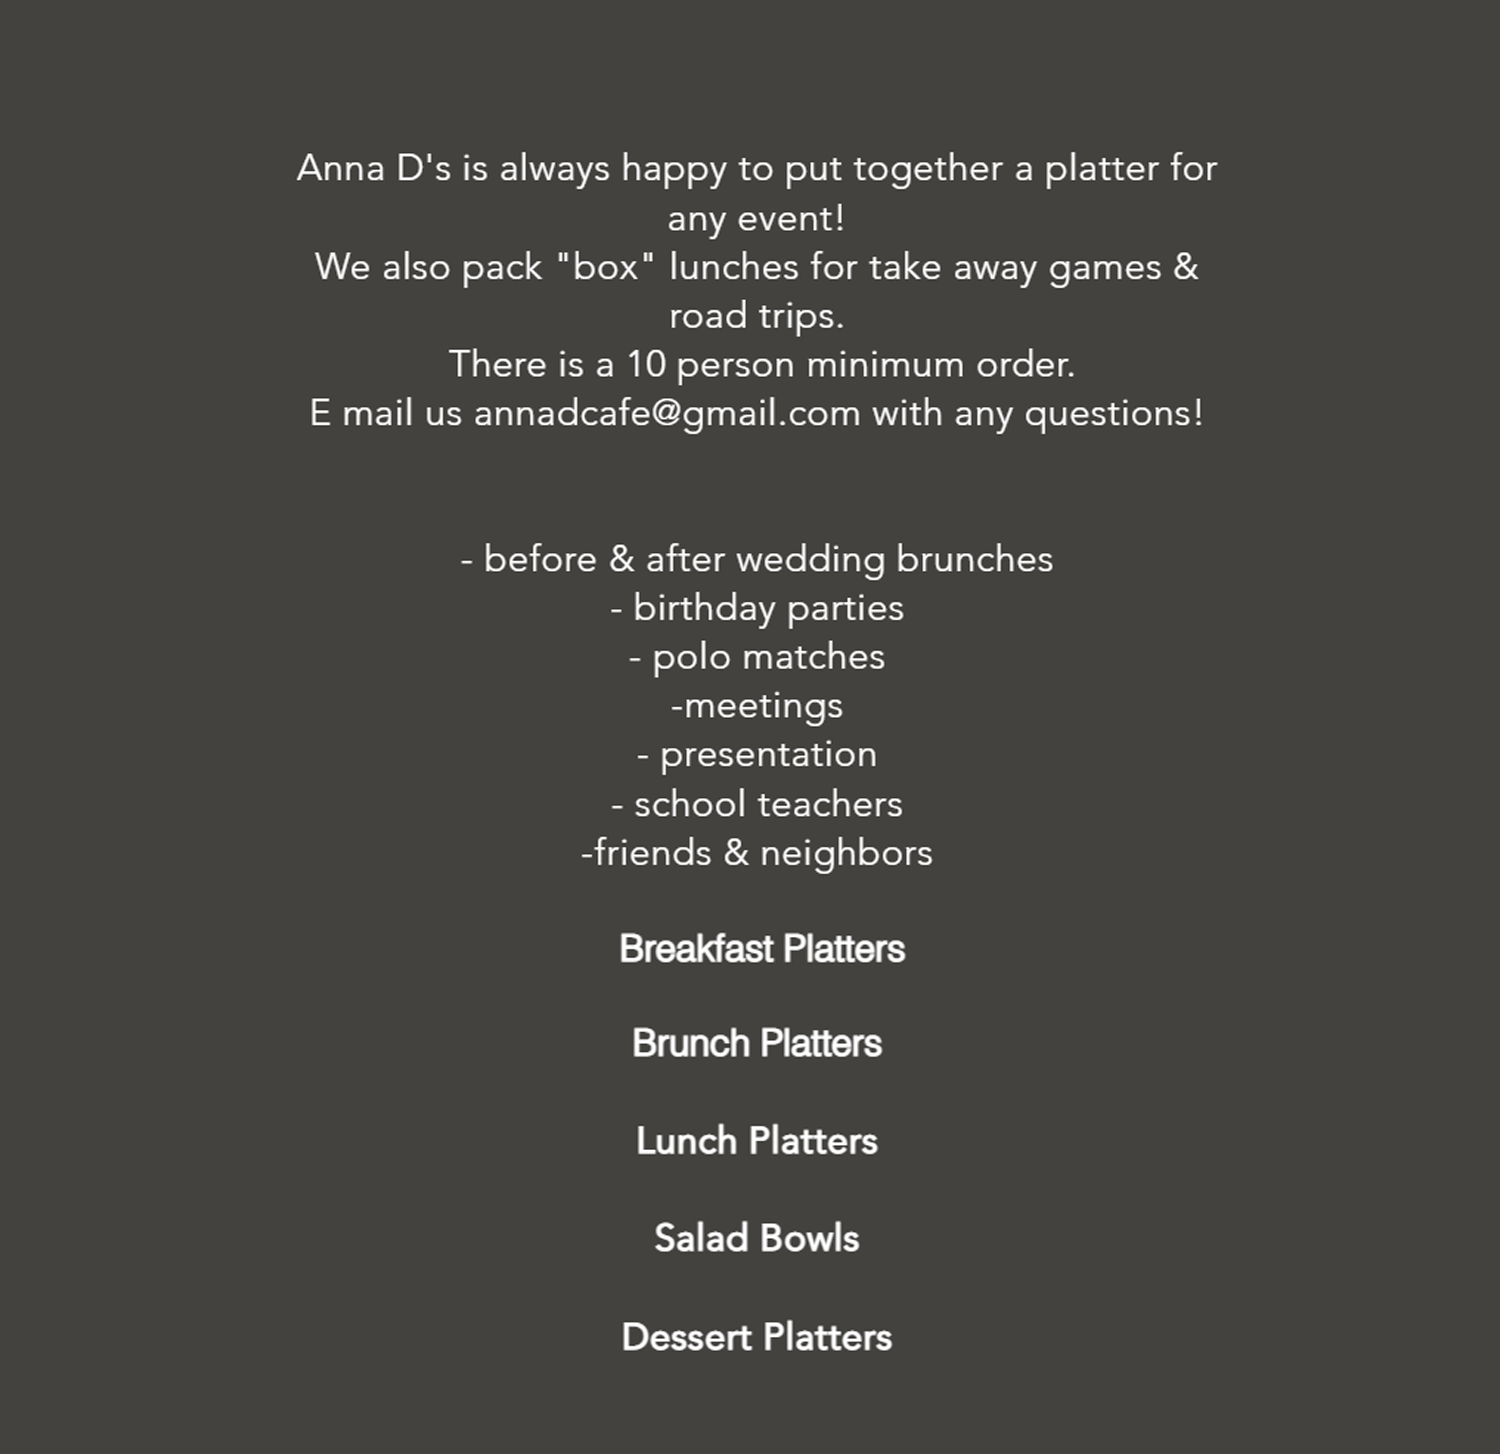 Anna D's is always happy to put together a platter for
any event!
We also pack "box" lunches for take away games &
road trips.
There is a 10 person minimum order.
E mail us annadcafe@gmail.com with any questions!
- before & after wedding brunches
- birthday parties
- polo matches
-meetings
- presentation
- school teachers
-friends & neighbors
Breakfast Platters
Brunch Platters
Lunch Platters
Salad Bowls
Dessert Platters